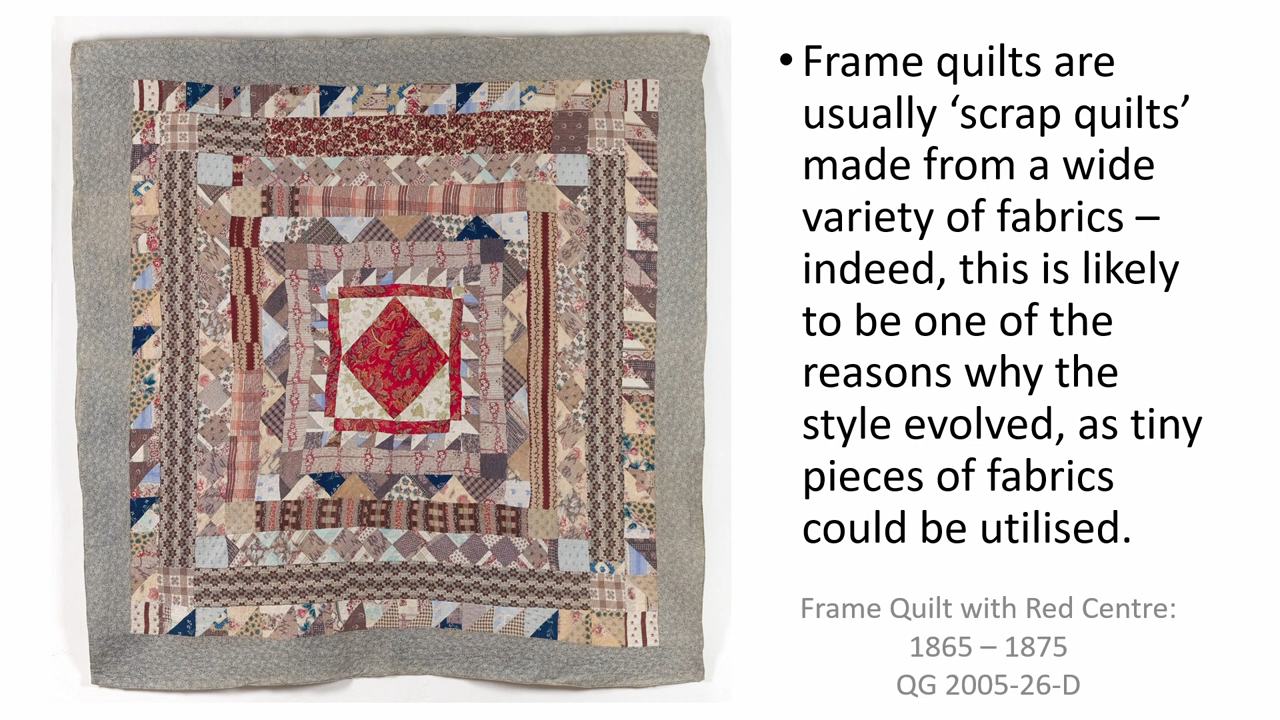 • Frame quilts are
usually ‘scrap quilts’
made from a wide
variety of fabrics –
indeed, this is likely
to be one of the
reasons why the
style evolved, as tiny
pieces of fabrics
could be utilised.
Frame Quilt with Red Centre:
1865 – 1875
QG 2005-26-D